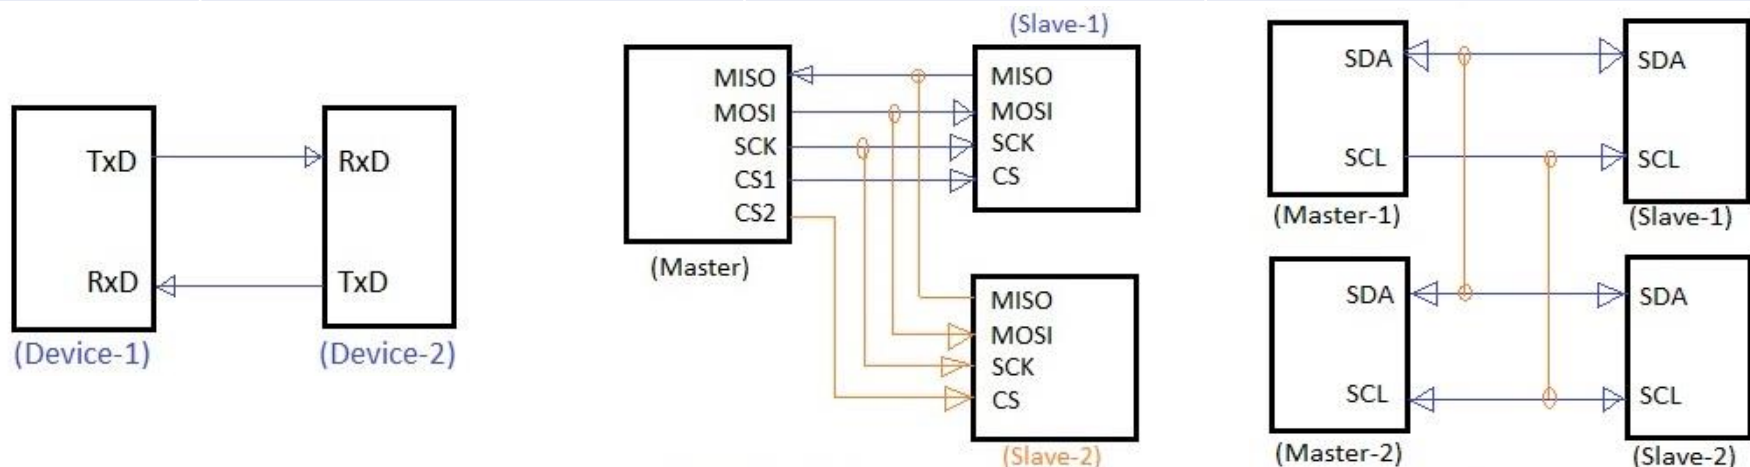 TxD
RxD
RxD
TxD
(Device-1)
(Device-2)
(Slave-1)
MISO
MOSI
SCK
CS1
CS2
(Master)
MISO
MOSI
SCK
CS
MISO
MOSI
SCK
CS
(Slave-2)
SDA
SCL
(Master-1)
SDA
SCL
(Slave-1)
SDA
SCL
(Master-2)
SDA
SCL
(Slave-2)